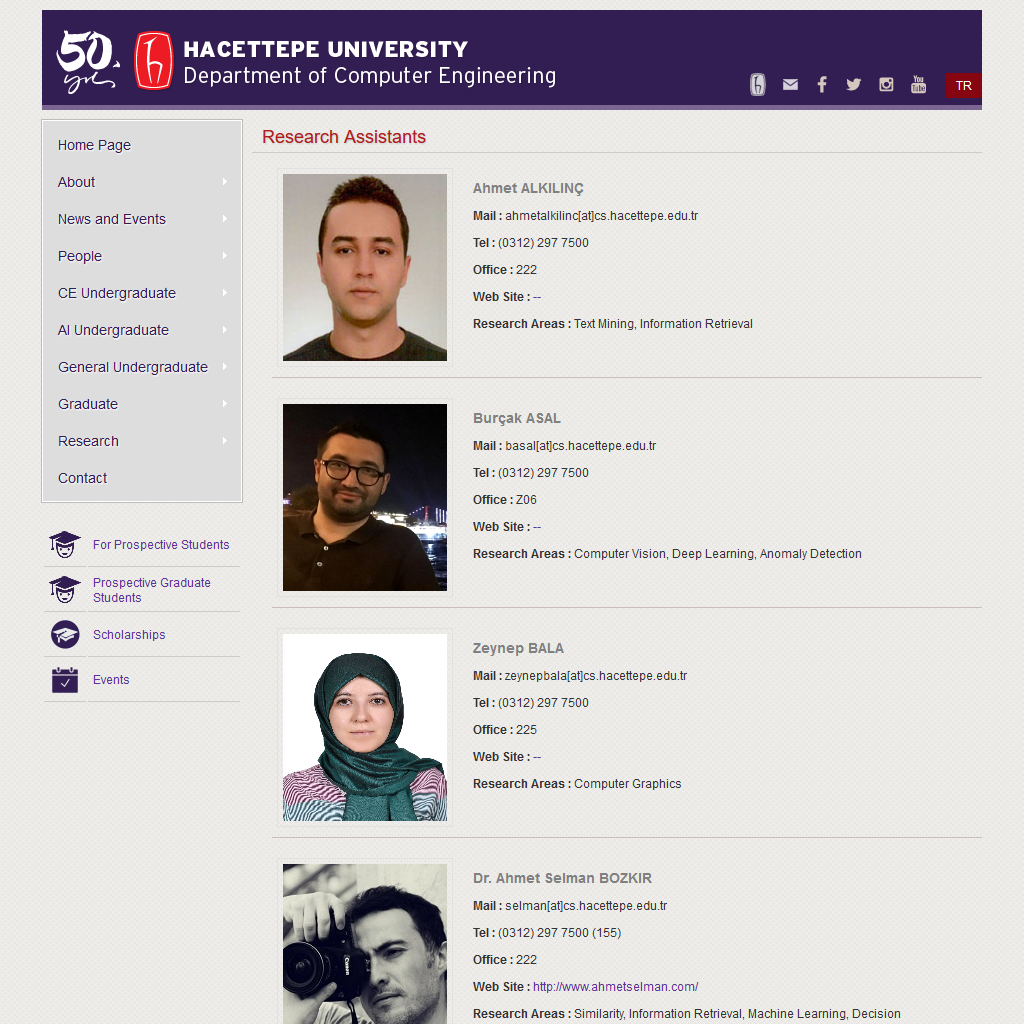 50.
yıl
HACETTEPE UNIVERSITY
Department of Computer Engineering
You
Tube
TR
Home Page
About
News and Events
People
CE Undergraduate
AI Undergraduate
General Undergraduate
Graduate
Research
Contact
For Prospective Students
Prospective Graduate
Students
Scholarships
Events
Research Assistants
Ahmet ALKILINÇ
Mail : ahmetalkilinc[at]cs.hacettepe.edu.tr
Tel : (0312) 297 7500
Office : 222
Web Site : --
Research Areas : Text Mining, Information Retrieval
Burçak ASAL
Mail : basal[at]cs.hacettepe.edu.tr
Tel : (0312) 297 7500
Office : Z06
Web Site : --
Research Areas : Computer Vision, Deep Learning, Anomaly Detection
Zeynep BALA
Mail : zeynepbala[at]cs.hacettepe.edu.tr
Tel : (0312) 297 7500
Office : 225
Web Site : --
Research Areas : Computer Graphics
Canon
Dr. Ahmet Selman BOZKIR
Mail : selman[at]cs.hacettepe.edu.tr
Tel : (0312) 297 7500 (155)
Office : 222
Web Site : http://www.ahmetselman.com/
Research Areas : Similarity, Information Retrieval, Machine Learning, Decision